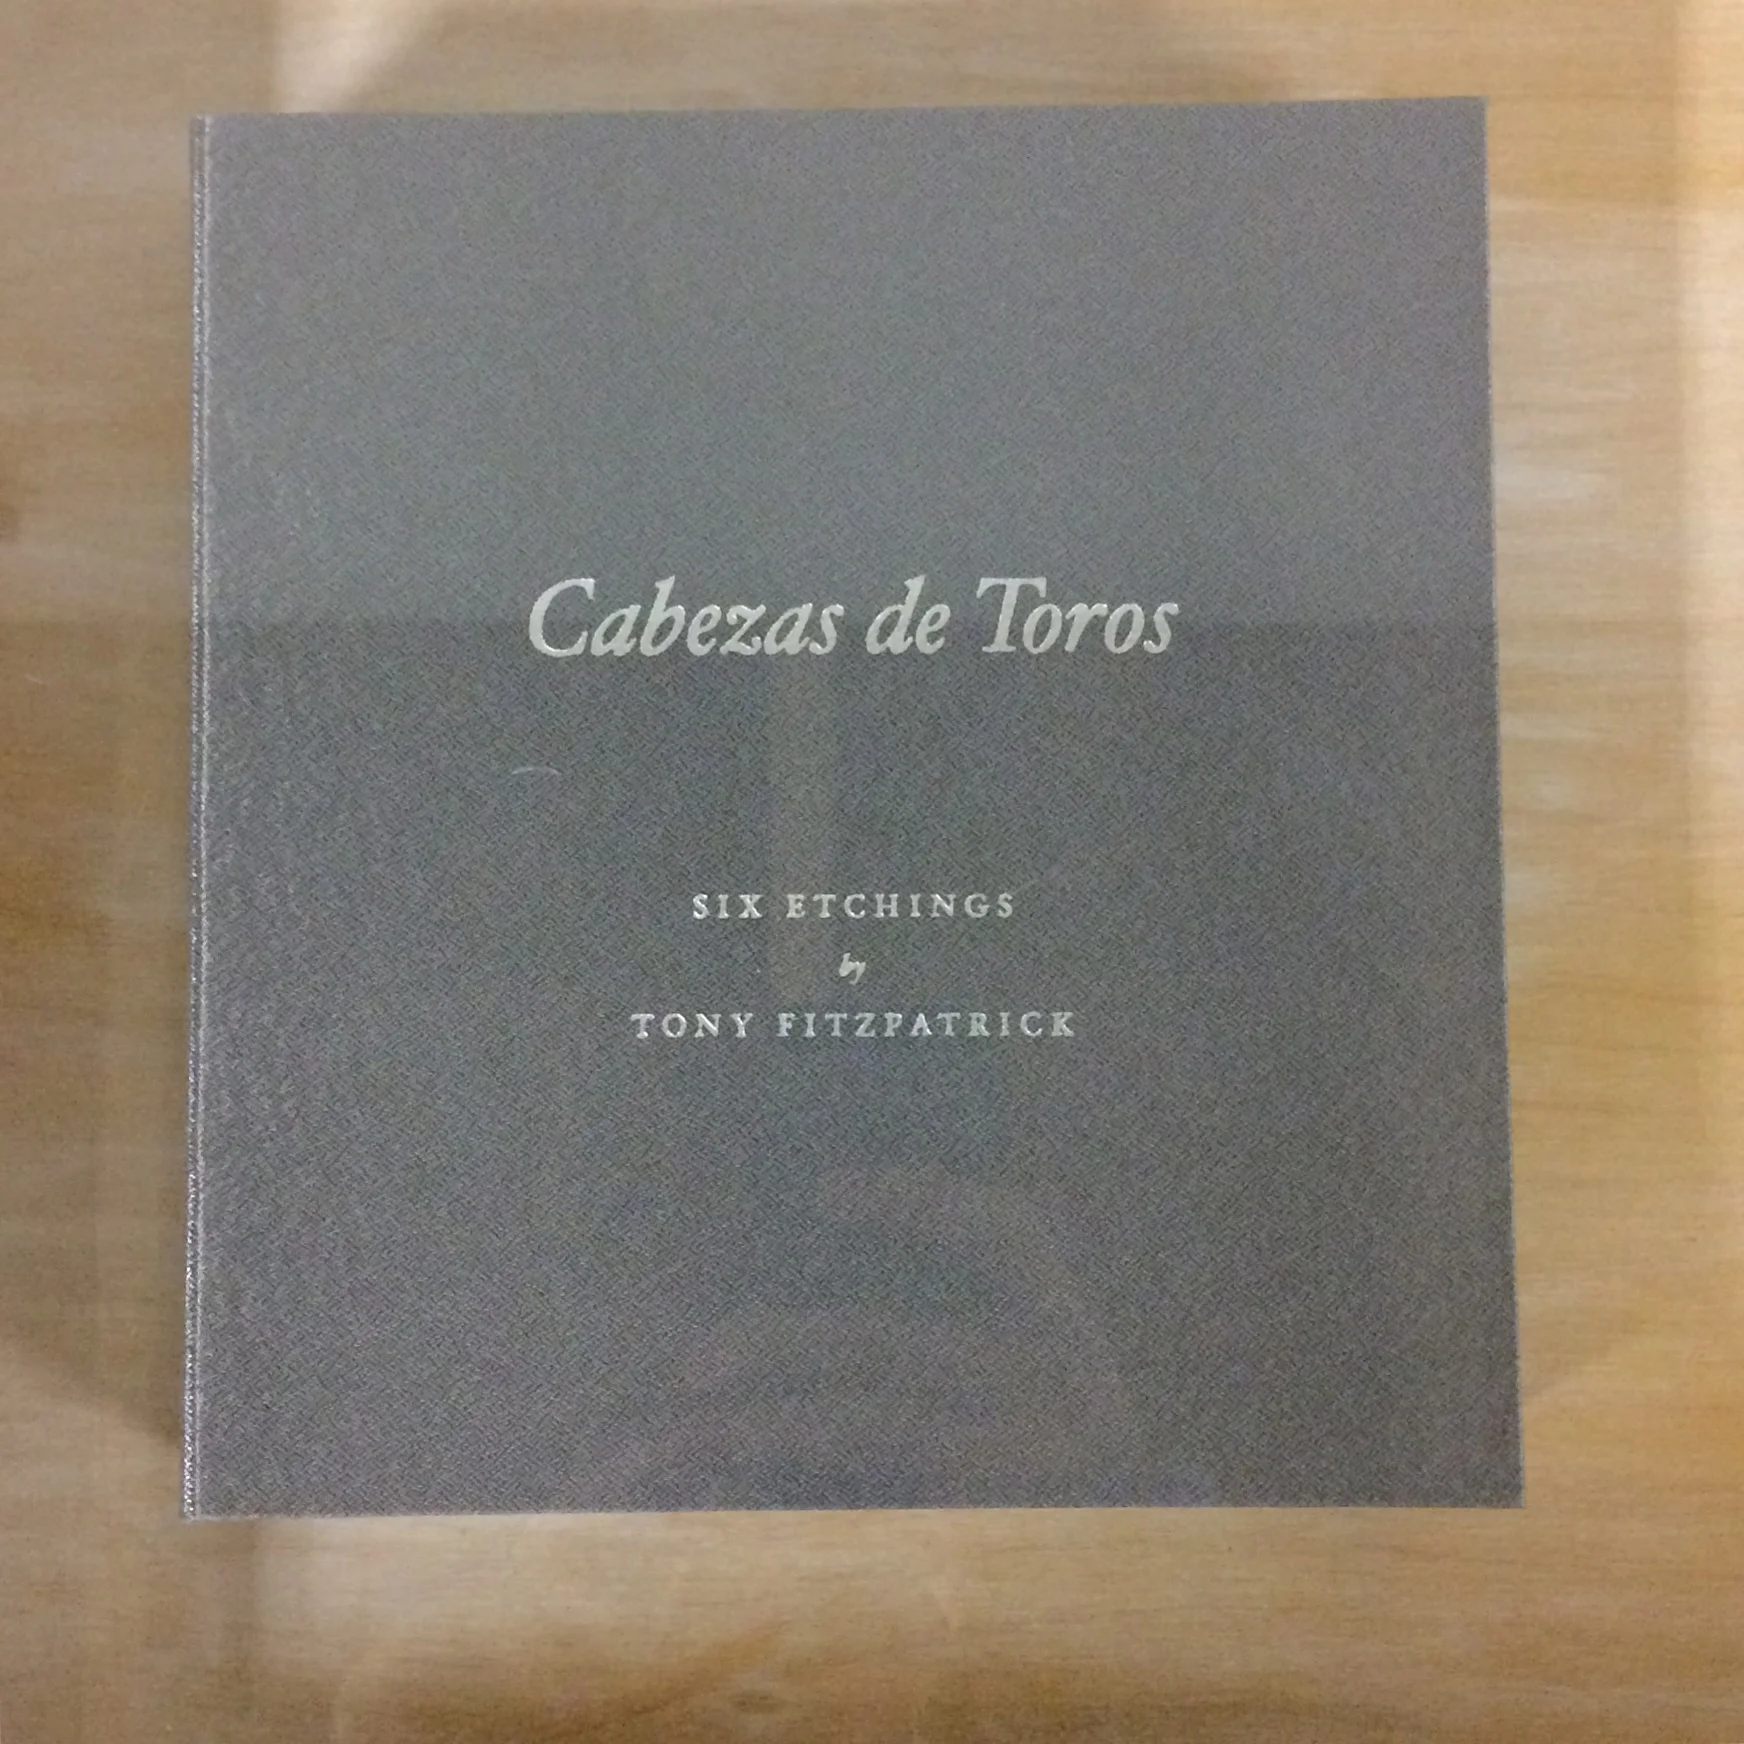 Cabezas de Toros
SIX ETCHINGS
by
TONY FITZPATRICK